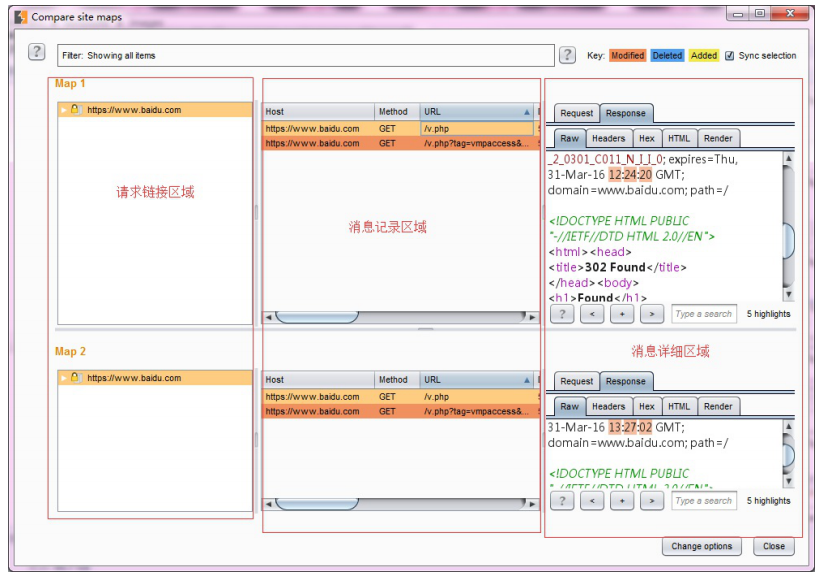 Compare site maps
?
Filter: Showing all items
?
Key: Modified Deleted Added Sync selection
Map 1
https://www.baidu.com
请求链接区域
Host Method URL
https://www.baidu.com GET /v.php
https://www.baidu.com GET /v.php?tag=vmpaccess&...
消息记录区域
Request Response
Raw Headers Hex HTML Render
_2_0301_C011_N_I_I_0; expires=Thu,
31-Mar-16 12:24:20 GMT;
domain=www.baidu.com; path=/
<!DOCTYPE HTML PUBLIC
"-//IETF//DTD HTML 2.0//EN">
<html><head>
<title>302 Found</title>
</head><body>
<h1>Found</h1>
? < + > Type a search 5 highlights
Map 2
https://www.baidu.com
Host Method URL
https://www.baidu.com GET /v.php
https://www.baidu.com GET /v.php?tag=vmpaccess&...
消息详细区域
Request Response
Raw Headers Hex HTML Render
31-Mar-16 13:27:02 GMT;
domain=www.baidu.com; path=/
<!DOCTYPE HTML PUBLIC
"-//IETF//DTD HTML 2.0//EN">
? < + > Type a search 5 highlights
Change options Close